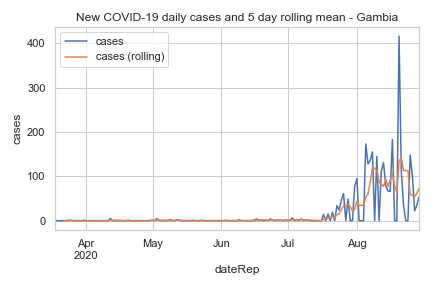 New COVID-19 daily cases and 5 day rolling mean - Gambia
cases
cases (rolling)
400
300
200
100
0
cases
Apr
2020
May
Jun
Jul
Aug
dateRep